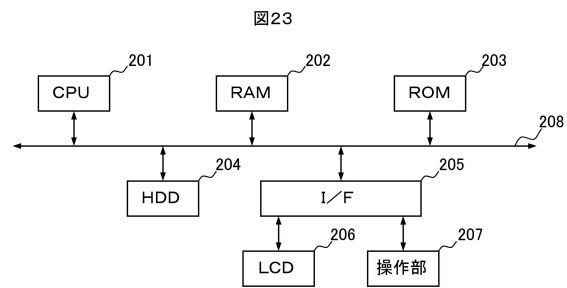 図23
201
202
203
CPU
RAM
ROM
208
204
205
HDD
I／F
206
207
LCD
操作部